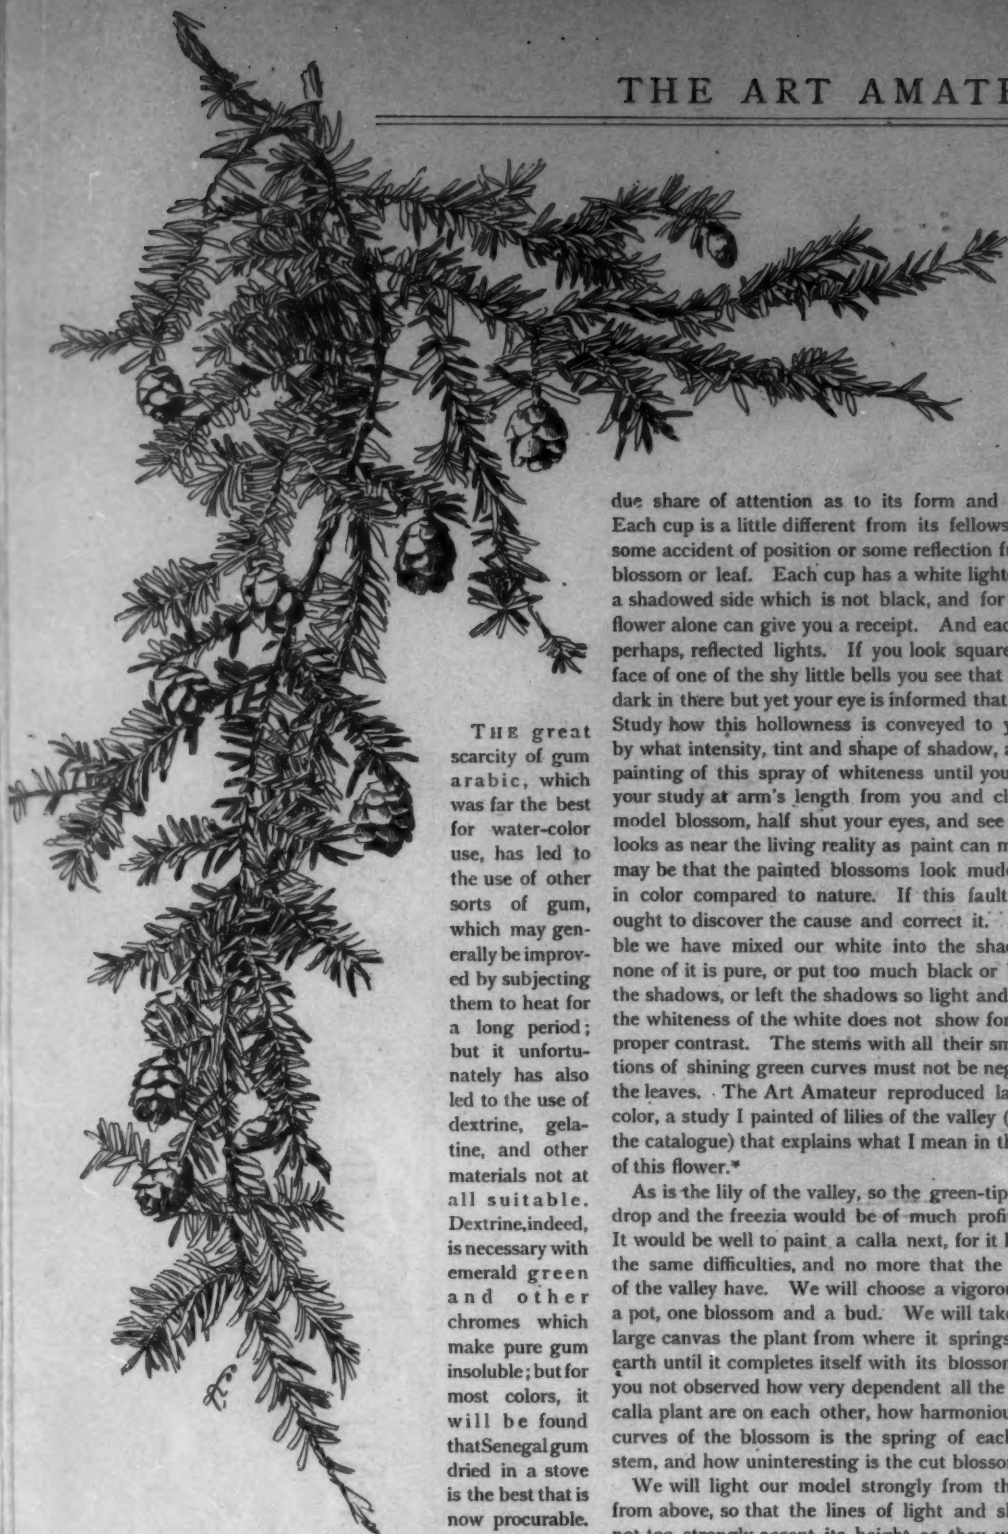 THE ART AMATE
THE great
scarcity of gum
arabic, which
was far the best
for water-color
use, has led to
the use of other
sorts of gum,
which may gen-
erally be improv-
ed by subjecting
them to heat for
a long period;
but it unfortu-
nately has also
led to the use of
dextrine, gela-
tine, and other
materials not at
all suitable.
Dextrine, indeed,
is necessary with
emerald green
and other
chromes which
make pure gum
insoluble; but for
most colors, it
will be found
that Senegal gum
dried in a stove
is the best that is
now procurable.
due share of attention as to its form and
Each cup is a little different from its fellows
some accident of position or some reflection f
blossom or leaf. Each cup has a white light
a shadowed side which is not black, and for
flower alone can give you a receipt. And eac
perhaps, reflected lights. If you look square
face of one of the shy little bells you see that
dark in there but yet your eye is informed that
Study how this hollowness is conveyed to y
by what intensity, tint and shape of shadow, a
painting of this spray of whiteness until you
your study at arm's length from you and cl
model blossom, half shut your eyes, and see
looks as near the living reality as paint can m
may be that the painted blossoms look mud
in color compared to nature. If this fault
ought to discover the cause and correct it.
ble we have mixed our white into the sha
none of it is pure, or put too much black or
the shadows, or left the shadows so light and
the whiteness of the white does not show for
proper contrast. The stems with all their sm
tions of shining green curves must not be neg
the leaves. The Art Amateur reproduced la
color, a study I painted of lilies of the valley (
the catalogue) that explains what I mean in th
of this flower.*
As is the lily of the valley, so the green-tip
drop and the freezia would be of much profi
It would be well to paint a calla next, for it
the same difficulties, and no more that the
of the valley have. We will choose a vigoro
a pot, one blossom and a bud. We will tak
large canvas the plant from where it springs
earth until it completes itself with its blosso
you not observed how very dependent all the
calla plant are on each other, how harmoniou
curves of the blossom is the spring of eac
stem, and how uninteresting is the cut blosso
We will light our model strongly from th
from above, so that the lines of light and s
not too strongly accent its height as they